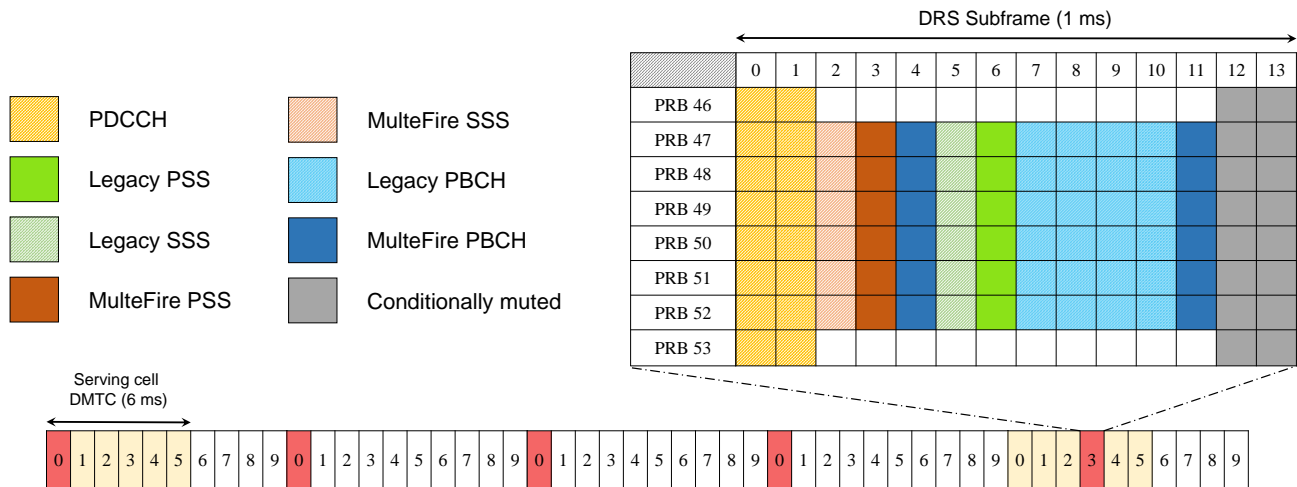 DRS Subframe (1 ms)
0 1 2 3 4 5 6 7 8 9 10 11 12 13
PRB 46
PRB 47
PRB 48
PRB 49
PRB 50
PRB 51
PRB 52
PRB 53
PDCCH
Legacy PSS
Legacy SSS
MulteFire PSS
MulteFire SSS
Legacy PBCH
MulteFire PBCH
Conditionally muted
Serving cell
DMTC (6 ms)
0 1 2 3 4 5 6 7 8 9 0 1 2 3 4 5 6 7 8 9 0 1 2 3 4 5 6 7 8 9 0 1 2 3 4 5 6 7 8 9 0 1 2 3 4 5 6 7 8 9